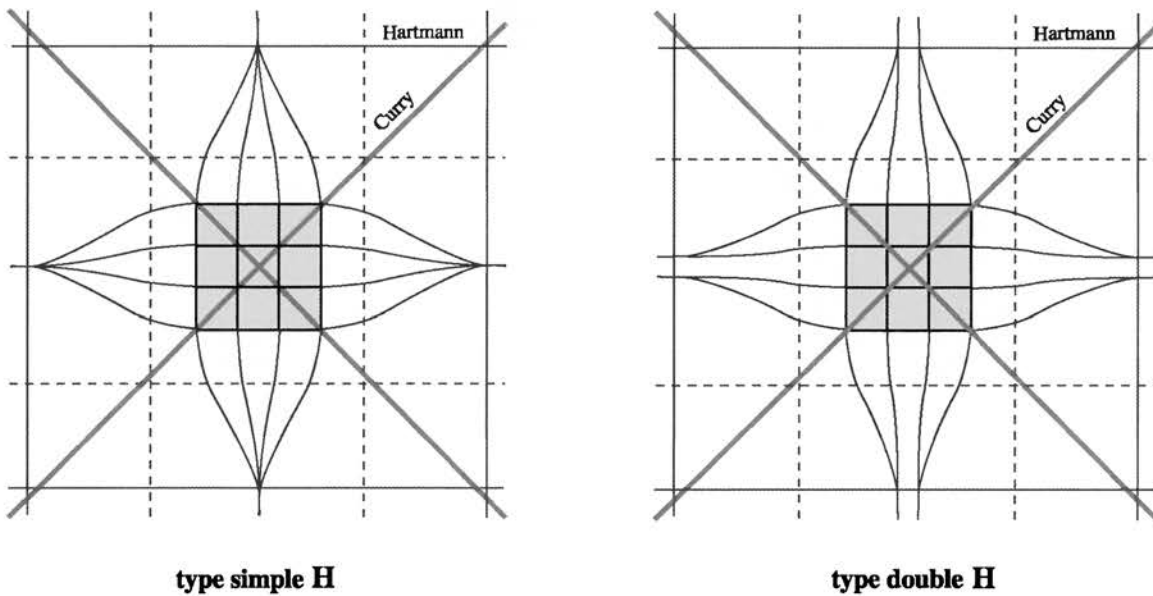 Hartmann
Curry
type simple H
Hartmann
Curry
type double H